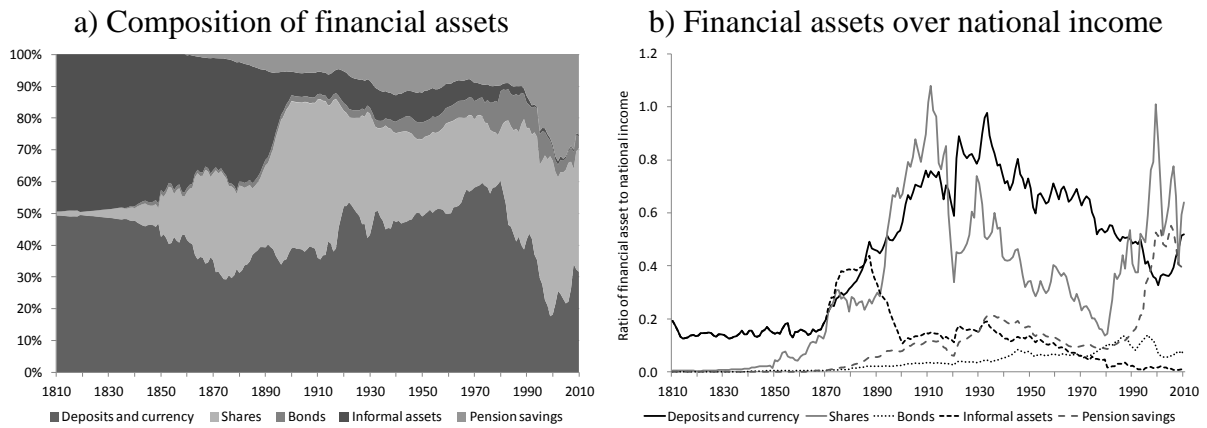 a) Composition of financial assets
100%
90%
80%
70%
60%
50%
40%
30%
20%
10%
0%
1810 1830 1850 1870 1890 1910 1930 1950 1970 1990 2010
Deposits and currency Shares Bonds Informal assets Pension savings
b) Financial assets over national income
Ratio of financial asset to national income
1.2
1.0
0.8
0.6
0.4
0.2
0.0
1810 1830 1850 1870 1890 1910 1930 1950 1970 1990 2010
Deposits and currency Shares Bonds Informal assets Pension savings